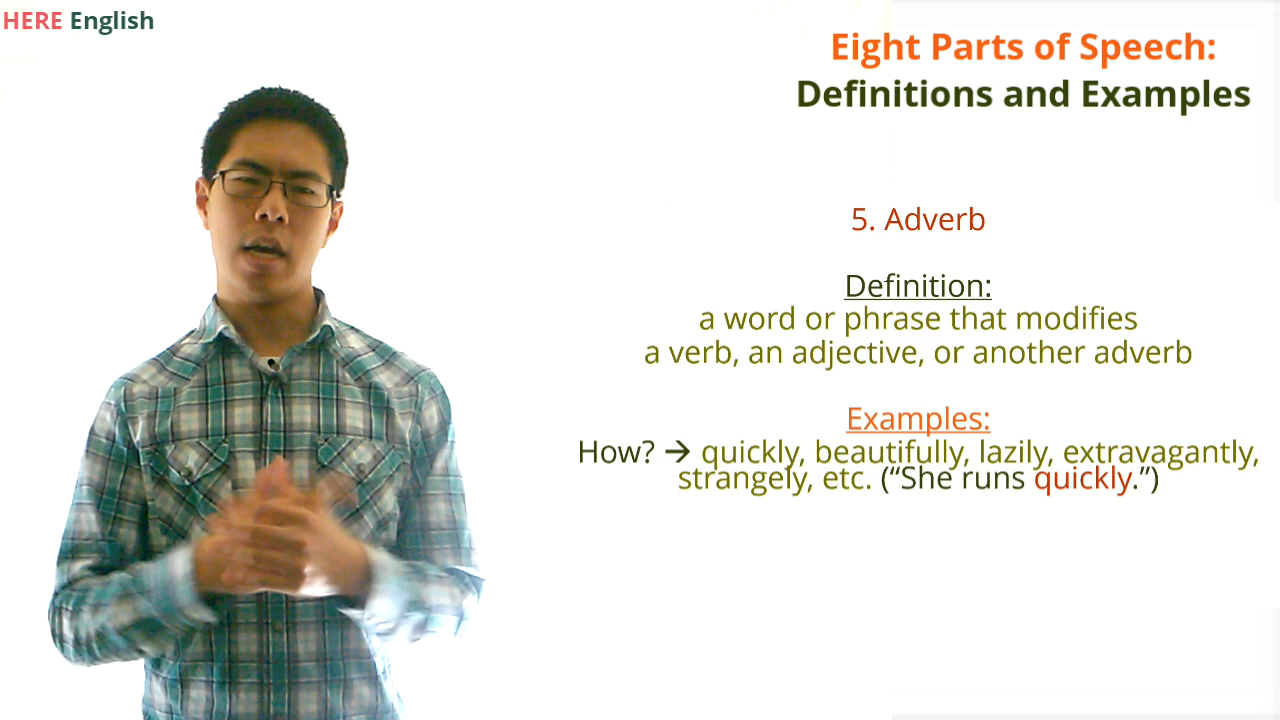 HERE English
Eight Parts of Speech:
Definitions and Examples
5. Adverb
Definition:
a word or phrase that modifies
a verb, an adjective, or another adverb
Examples:
How? → quickly, beautifully, lazily, extravagantly,
strangely, etc. (“She runs quickly.”)